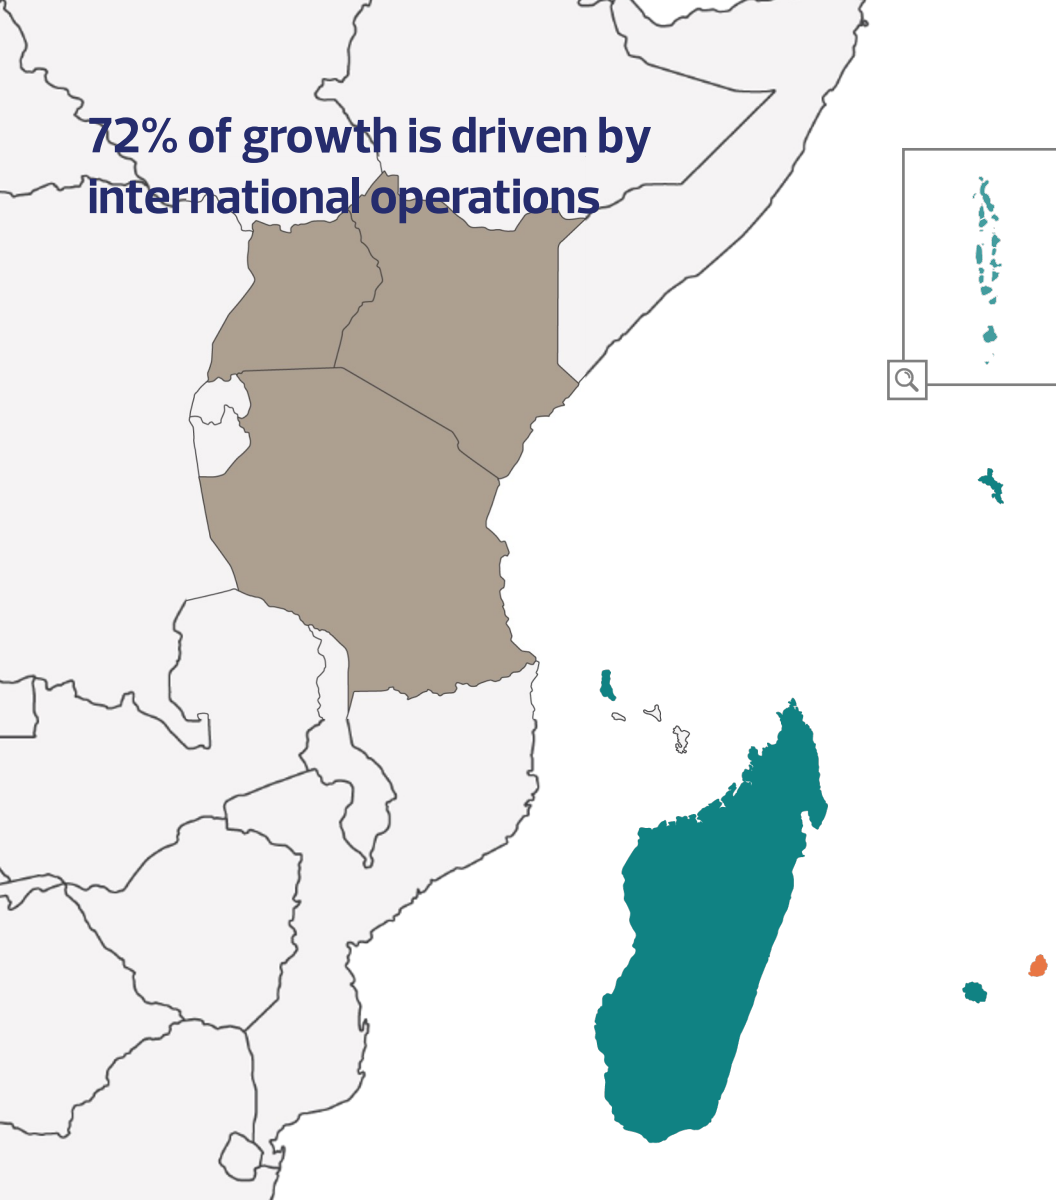 72% of growth is driven by
international operations